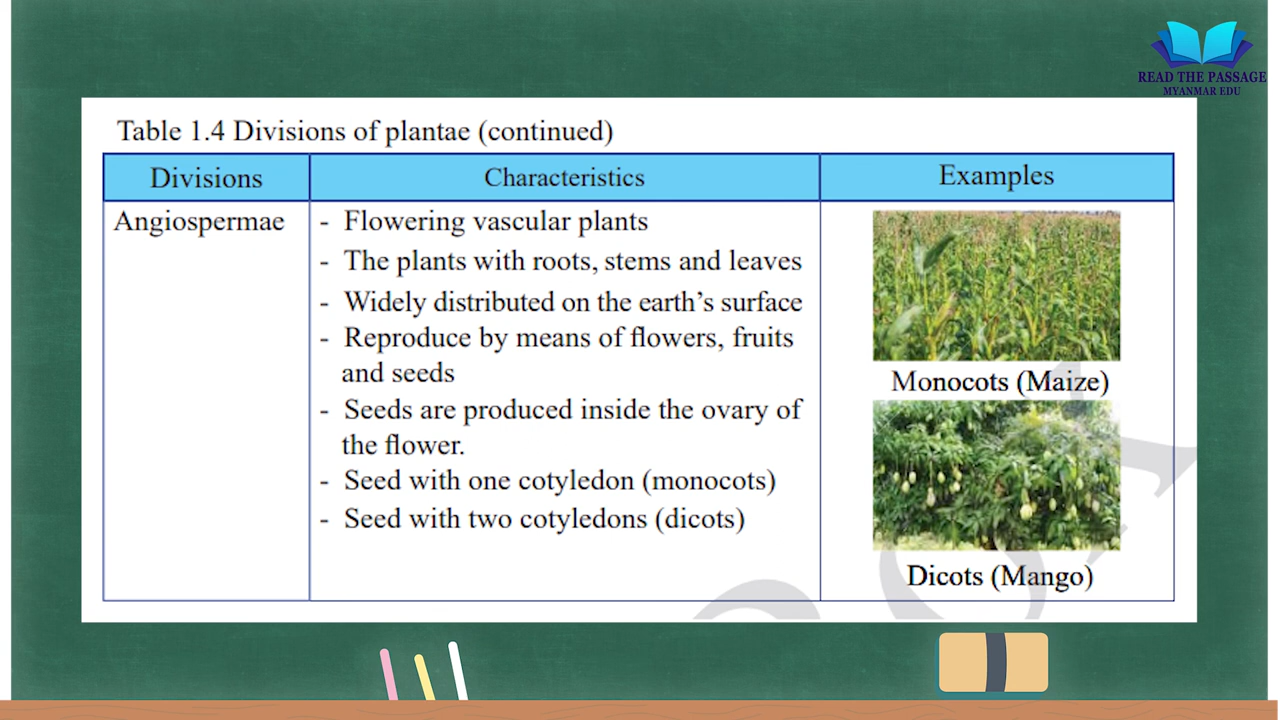 READ THE PASSAGE
MYANMAR EDU
Table 1.4 Divisions of plantae (continued)
Divisions
Characteristics
Examples
Angiospermae
- Flowering vascular plants
- The plants with roots, stems and leaves
- Widely distributed on the earth's surface
- Reproduce by means of flowers, fruits
and seeds
- Seeds are produced inside the ovary of
the flower.
- Seed with one cotyledon (monocots)
- Seed with two cotyledons (dicots)
Monocots (Maize)
Dicots (Mango)